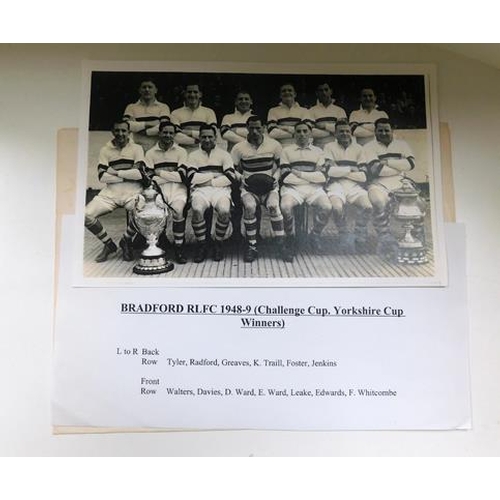 BRADFORD RLFC 1948-9 (Challenge Cup. Yorkshire Cup
Winners)
L to R Back
Row Tyler, Radford, Greaves, K. Traill, Foster, Jenkins
Front
Row Walters, Davies, D. Ward, E. Ward, Leake, Edwards, F. Whitcombe